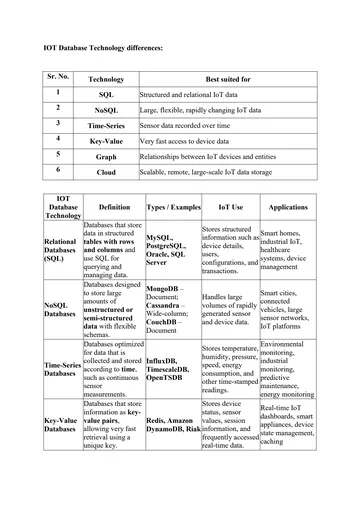 IOT Database Technology differences:
Sr. No. Technology Best suited for
1 SQL Structured and relational IoT data
2 NoSQL Large, flexible, rapidly changing IoT data
3 Time-Series Sensor data recorded over time
4 Key-Value Very fast access to device data
5 Graph Relationships between IoT devices and entities
6 Cloud Scalable, remote, large-scale IoT data storage
IOT
Database
Technology
Definition
Types / Examples
IoT Use
Applications
Relational
Databases
(SQL)
Databases that store
data in structured
tables with rows
and columns and
use SQL for
querying and
managing data.
MySQL,
PostgreSQL,
Oracle, SQL
Server
Stores structured
information such as
device details,
users,
configurations, and
transactions.
Smart homes,
industrial IoT,
healthcare
systems, device
management
NoSQL
Databases
Databases designed
to store large
amounts of
unstructured or
semi-structured
data with flexible
schemas.
MongoDB –
Document;
Cassandra –
Wide-column;
CouchDB –
Document
Handles large
volumes of rapidly
generated sensor
and device data.
Smart cities,
connected
vehicles, large
sensor networks,
IoT platforms
Time-Series
Databases
Databases optimized
for data that is
collected and stored
according to time,
such as continuous
sensor
measurements.
InfluxDB,
TimescaleDB,
OpenTSDB
Stores temperature,
humidity, pressure,
speed, energy
consumption, and
other time-stamped
readings.
Environmental
monitoring,
industrial
monitoring,
predictive
maintenance,
energy monitoring
Key-Value
Databases
Databases that store
information as key-
value pairs,
allowing very fast
retrieval using a
unique key.
Redis, Amazon
DynamoDB, Riak
Stores device
status, sensor
values, session
information, and
frequently accessed
real-time data.
Real-time IoT
dashboards, smart
appliances, device
state management,
caching